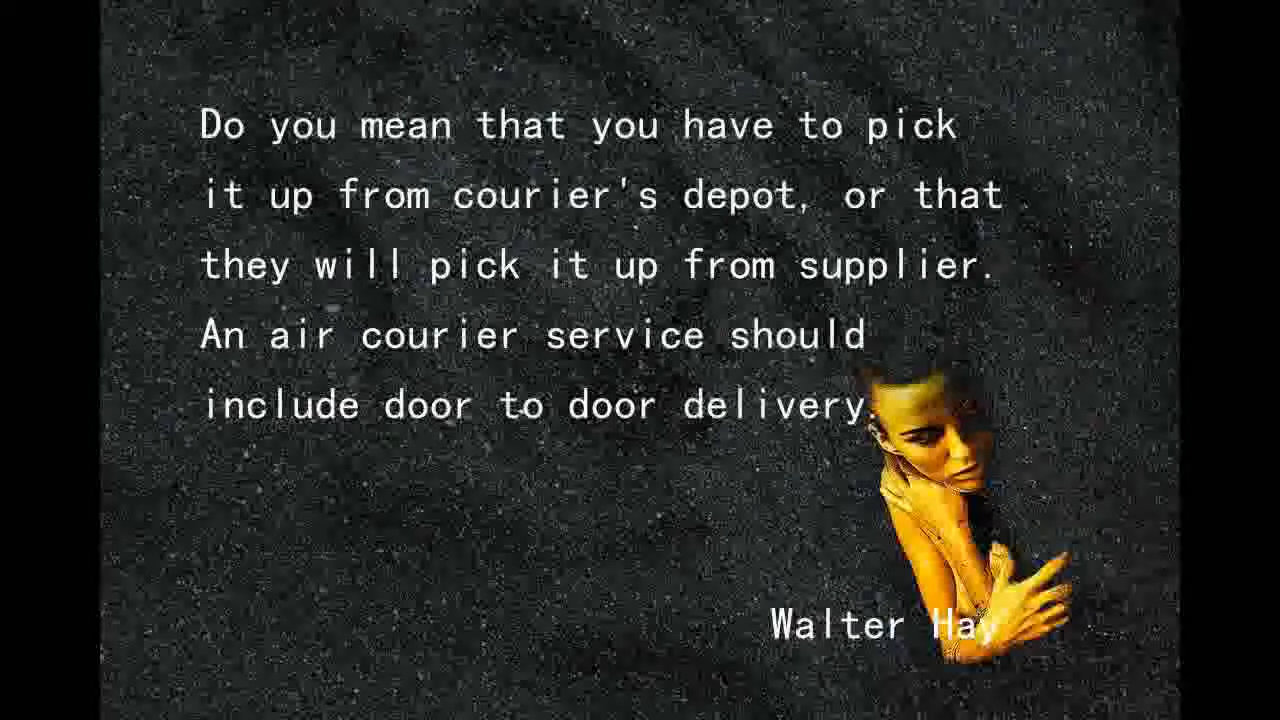 Do you mean that you have to pick
it up from courier's depot, or that
they will pick it up from supplier.
An air courier service should
include door to door delivery.
Walter Hay